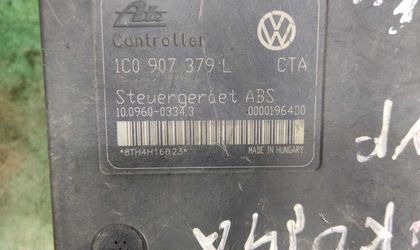 Ate
Controller
1C0 907 379 L CTA
Steuergeraet ABS
10.0960-0334.3 0000196400
*8TH4H16B23*
MADE IN HUNGARY